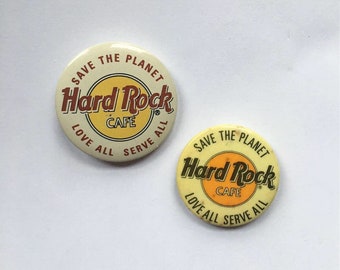 SAVE THE PLANET
Hard Rock
CAFE
®
LOVE ALL SERVE ALL
SAVE THE PLANET
Hard Rock
CAFE
®
LOVE ALL SERVE ALL